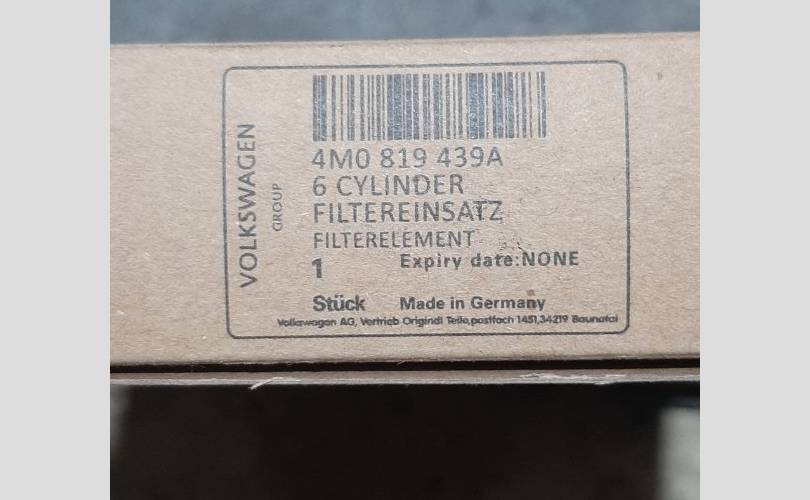 VOLKSWAGEN
GROUP
4M0 819 439A
6 CYLINDER
FILTEREINSATZ
FILTERELEMENT
1 Expiry date:NONE
Stück Made in Germany
Volkswagen AG, Vertrieb Origindl Teile,postfach 1451,34219 Baunatal